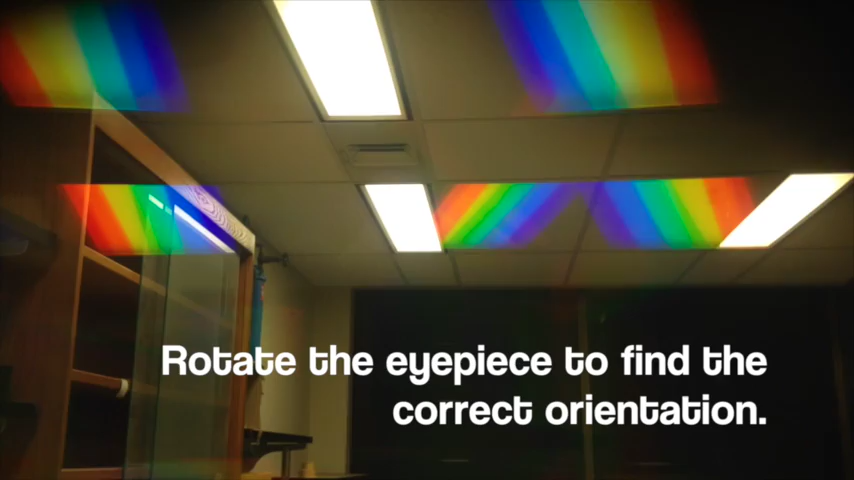 Rotate the eyepiece to find the
correct orientation.